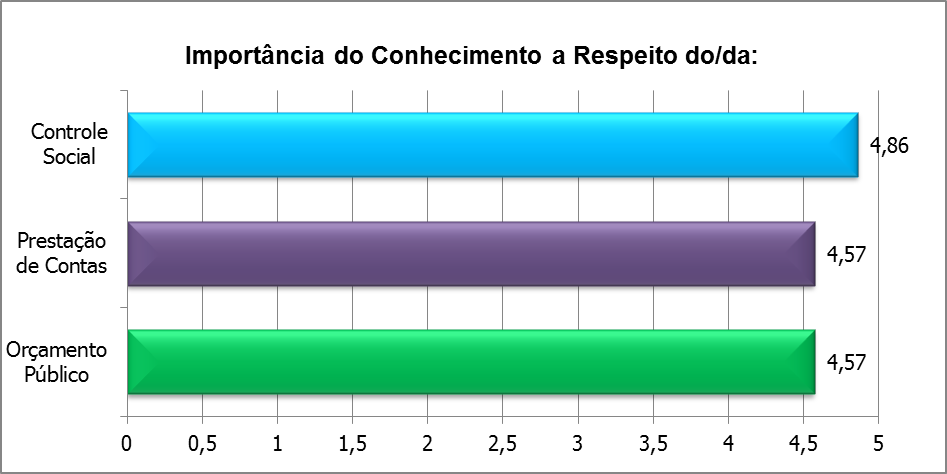 Importância do Conhecimento a Respeito do/da:
Controle
Social
4,86
Prestação
de Contas
4,57
Orçamento
Público
4,57
0 0,5 1 1,5 2 2,5 3 3,5 4 4,5 5